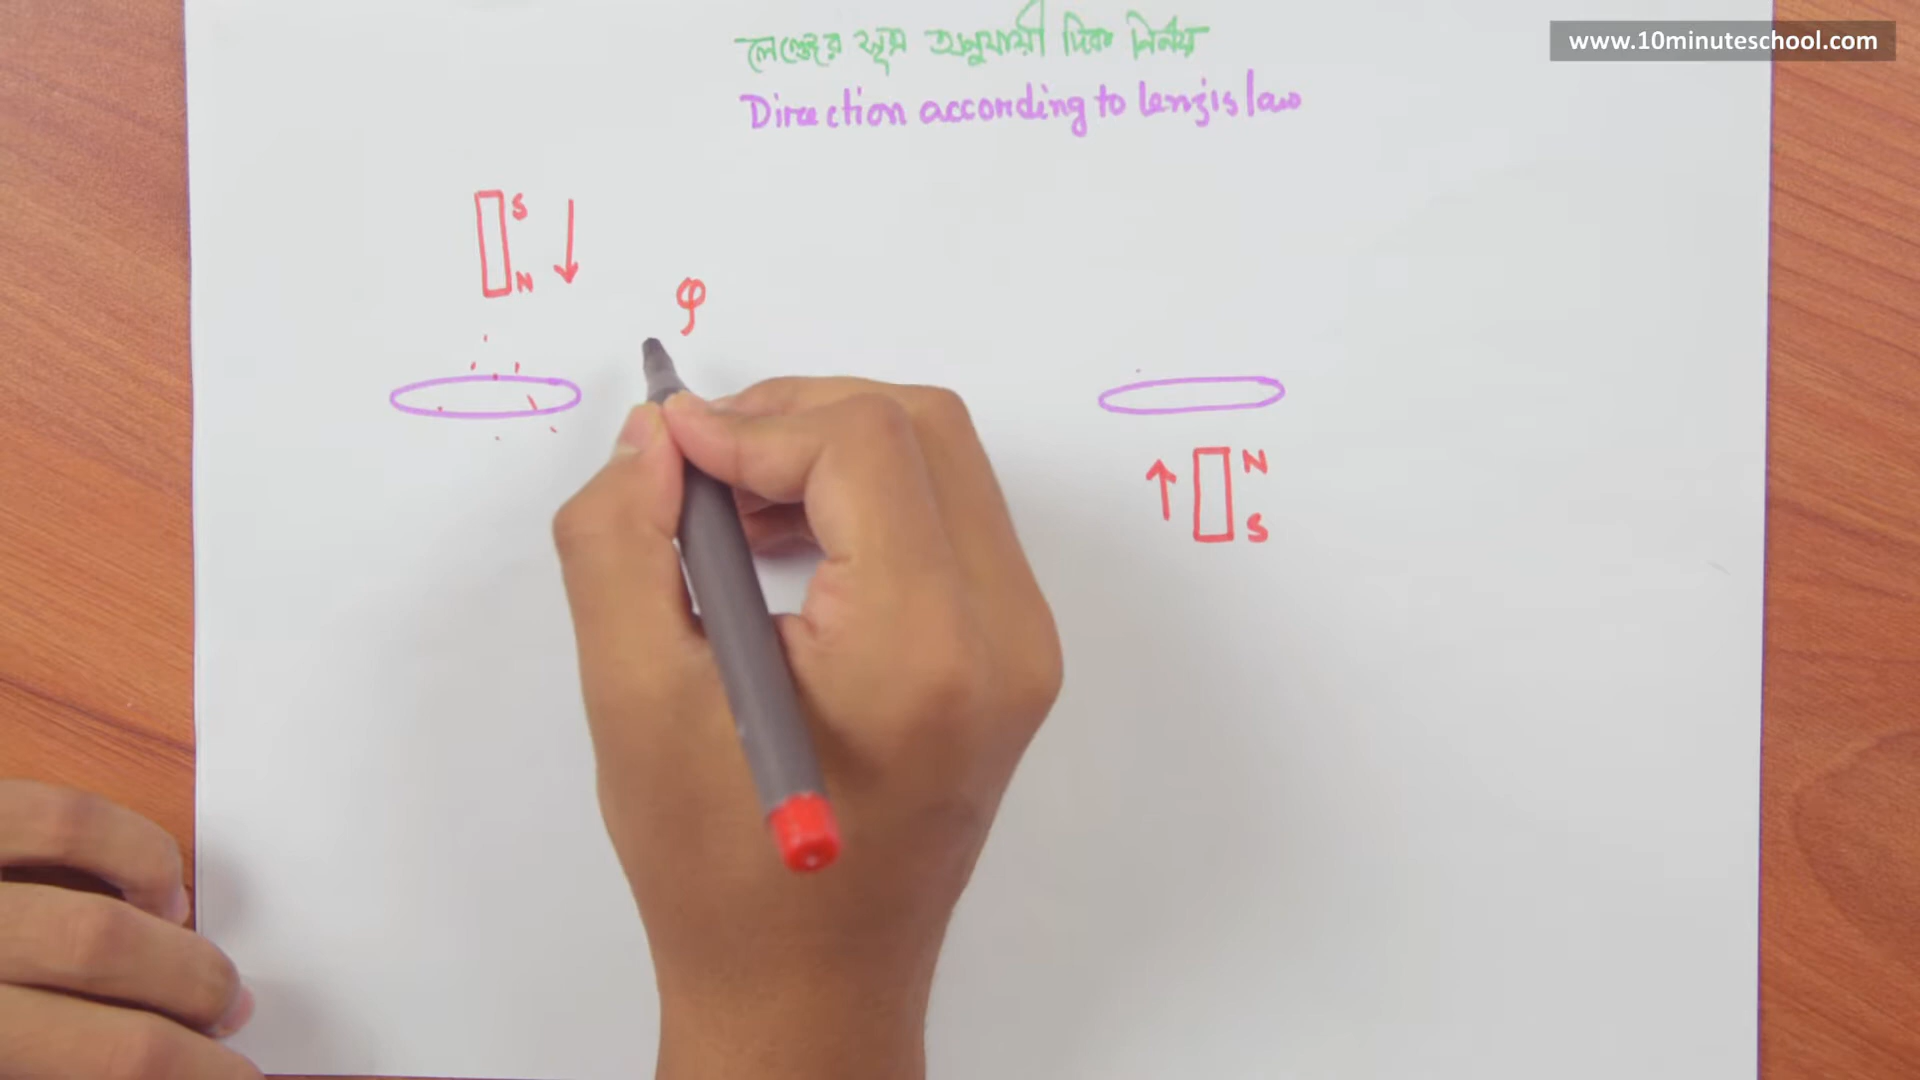 www.10minuteschool.com
লেঞ্জের সূত্র অনুযায়ী দিক নির্ণয়
Direction according to lenz's law
S
N
φ
N
S